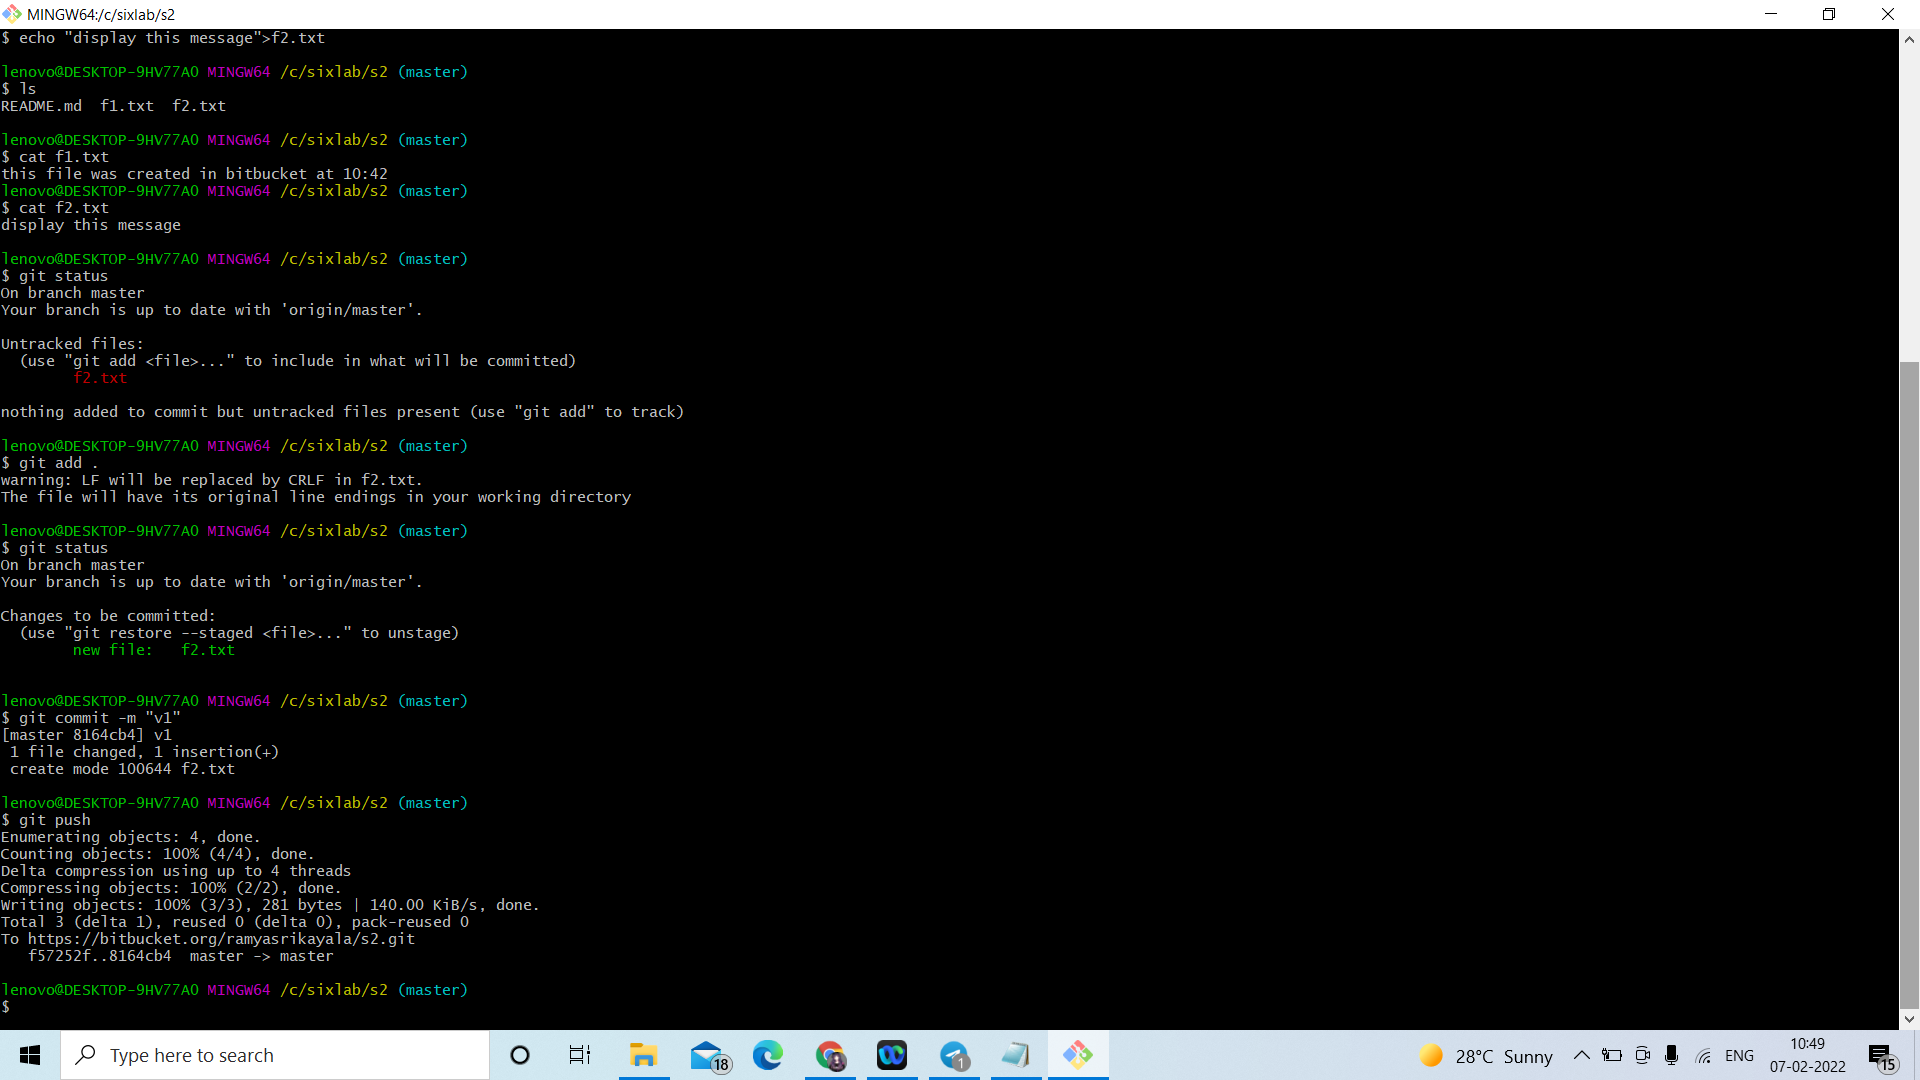 MINGW64:/c/sixlab/s2
$ echo "display this message">f2.txt
lenovo@DESKTOP-9HV77AO MINGW64 /c/sixlab/s2 (master)
$ ls
README.md  f1.txt  f2.txt
lenovo@DESKTOP-9HV77AO MINGW64 /c/sixlab/s2 (master)
$ cat f1.txt
this file was created in bitbucket at 10:42
lenovo@DESKTOP-9HV77AO MINGW64 /c/sixlab/s2 (master)
$ cat f2.txt
display this message
lenovo@DESKTOP-9HV77AO MINGW64 /c/sixlab/s2 (master)
$ git status
On branch master
Your branch is up to date with 'origin/master'.
Untracked files:
  (use "git add <file>..." to include in what will be committed)
        f2.txt
nothing added to commit but untracked files present (use "git add" to track)
lenovo@DESKTOP-9HV77AO MINGW64 /c/sixlab/s2 (master)
$ git add .
warning: LF will be replaced by CRLF in f2.txt.
The file will have its original line endings in your working directory
lenovo@DESKTOP-9HV77AO MINGW64 /c/sixlab/s2 (master)
$ git status
On branch master
Your branch is up to date with 'origin/master'.
Changes to be committed:
  (use "git restore --staged <file>..." to unstage)
        new file:   f2.txt
lenovo@DESKTOP-9HV77AO MINGW64 /c/sixlab/s2 (master)
$ git commit -m "v1"
[master 8164cb4] v1
 1 file changed, 1 insertion(+)
 create mode 100644 f2.txt
lenovo@DESKTOP-9HV77AO MINGW64 /c/sixlab/s2 (master)
$ git push
Enumerating objects: 4, done.
Counting objects: 100% (4/4), done.
Delta compression using up to 4 threads
Compressing objects: 100% (2/2), done.
Writing objects: 100% (3/3), 281 bytes | 140.00 KiB/s, done.
Total 3 (delta 1), reused 0 (delta 0), pack-reused 0
To https://bitbucket.org/ramyasrikayala/s2.git
   f57252f..8164cb4  master -> master
lenovo@DESKTOP-9HV77AO MINGW64 /c/sixlab/s2 (master)
$
Type here to search
18
1
28°C Sunny
ENG
10:49
07-02-2022
15